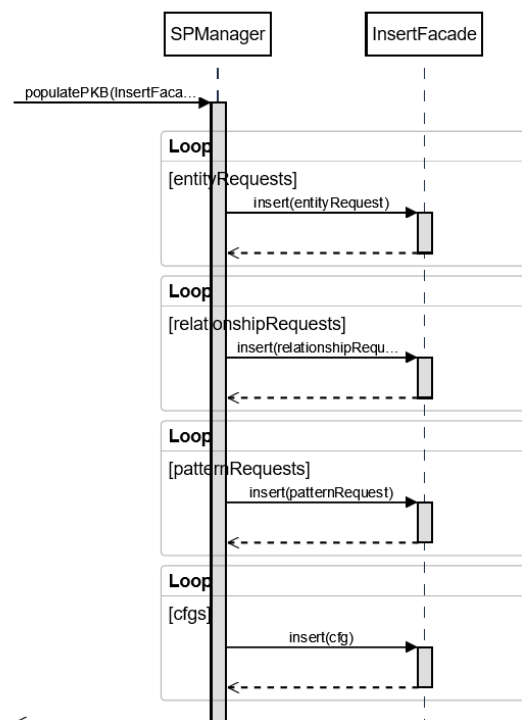 SPManager
InsertFacade
populatePKB(InsertFaca...
Loop
[entityRequests]
insert(entityRequest)
Loop
[relationshipRequests]
insert(relationshipRequ...
Loop
[patternRequests]
insert(patternRequest)
Loop
[cfgs]
insert(cfg)